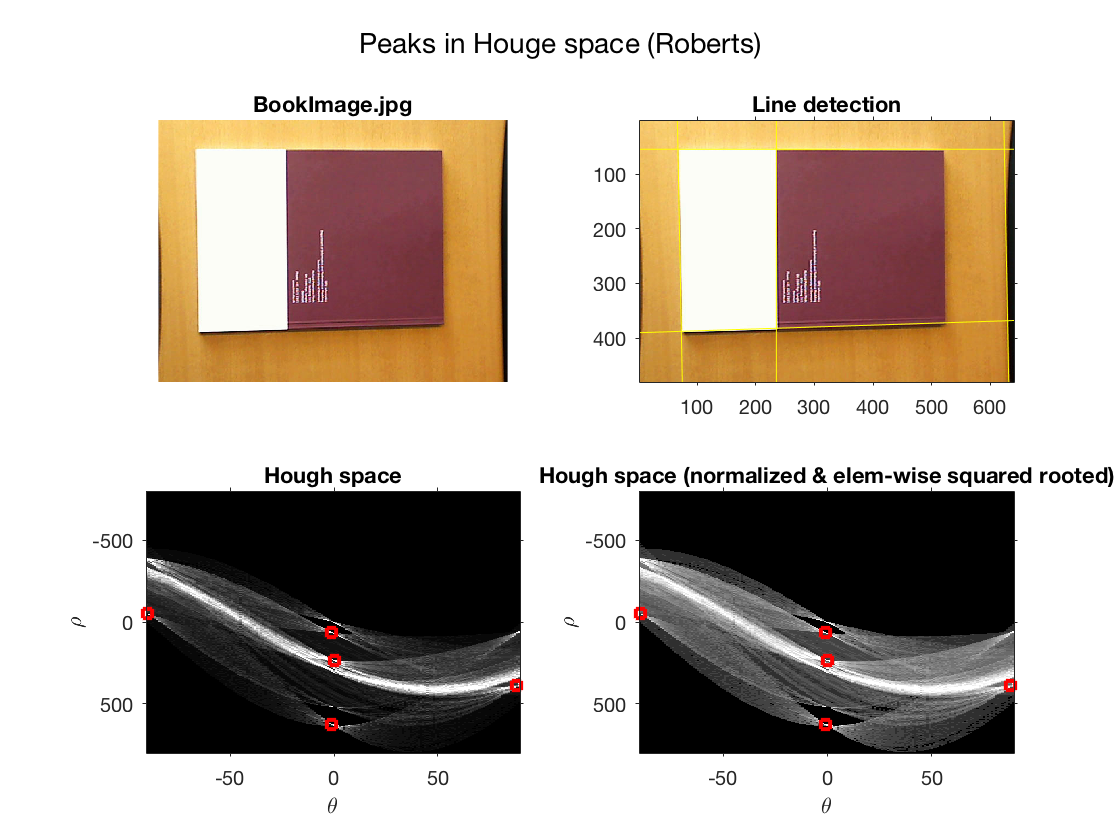 Peaks in Houge space (Roberts)
BookImage.jpg
Line detection
100
200
300
400
100 200 300 400 500 600
Hough space
-500
0
500
ρ
-50 0 50
θ
Hough space (normalized & elem-wise squared rooted)
-500
0
500
ρ
-50 0 50
θ